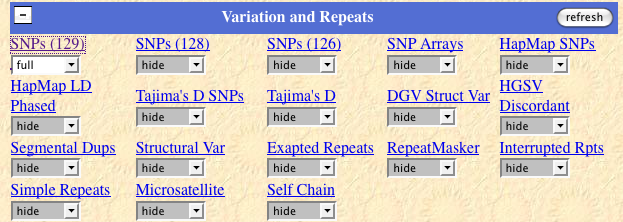 − Variation and Repeats refresh
SNPs (129) SNPs (128) SNPs (126) SNP Arrays HapMap SNPs
full hide hide hide hide
HapMap LD Phased Tajima's D SNPs Tajima's D DGV Struct Var HGSV Discordant
hide hide hide hide hide
Segmental Dups Structural Var Exapted Repeats RepeatMasker Interrupted Rpts
hide hide hide hide hide
Simple Repeats Microsatellite Self Chain
hide hide hide